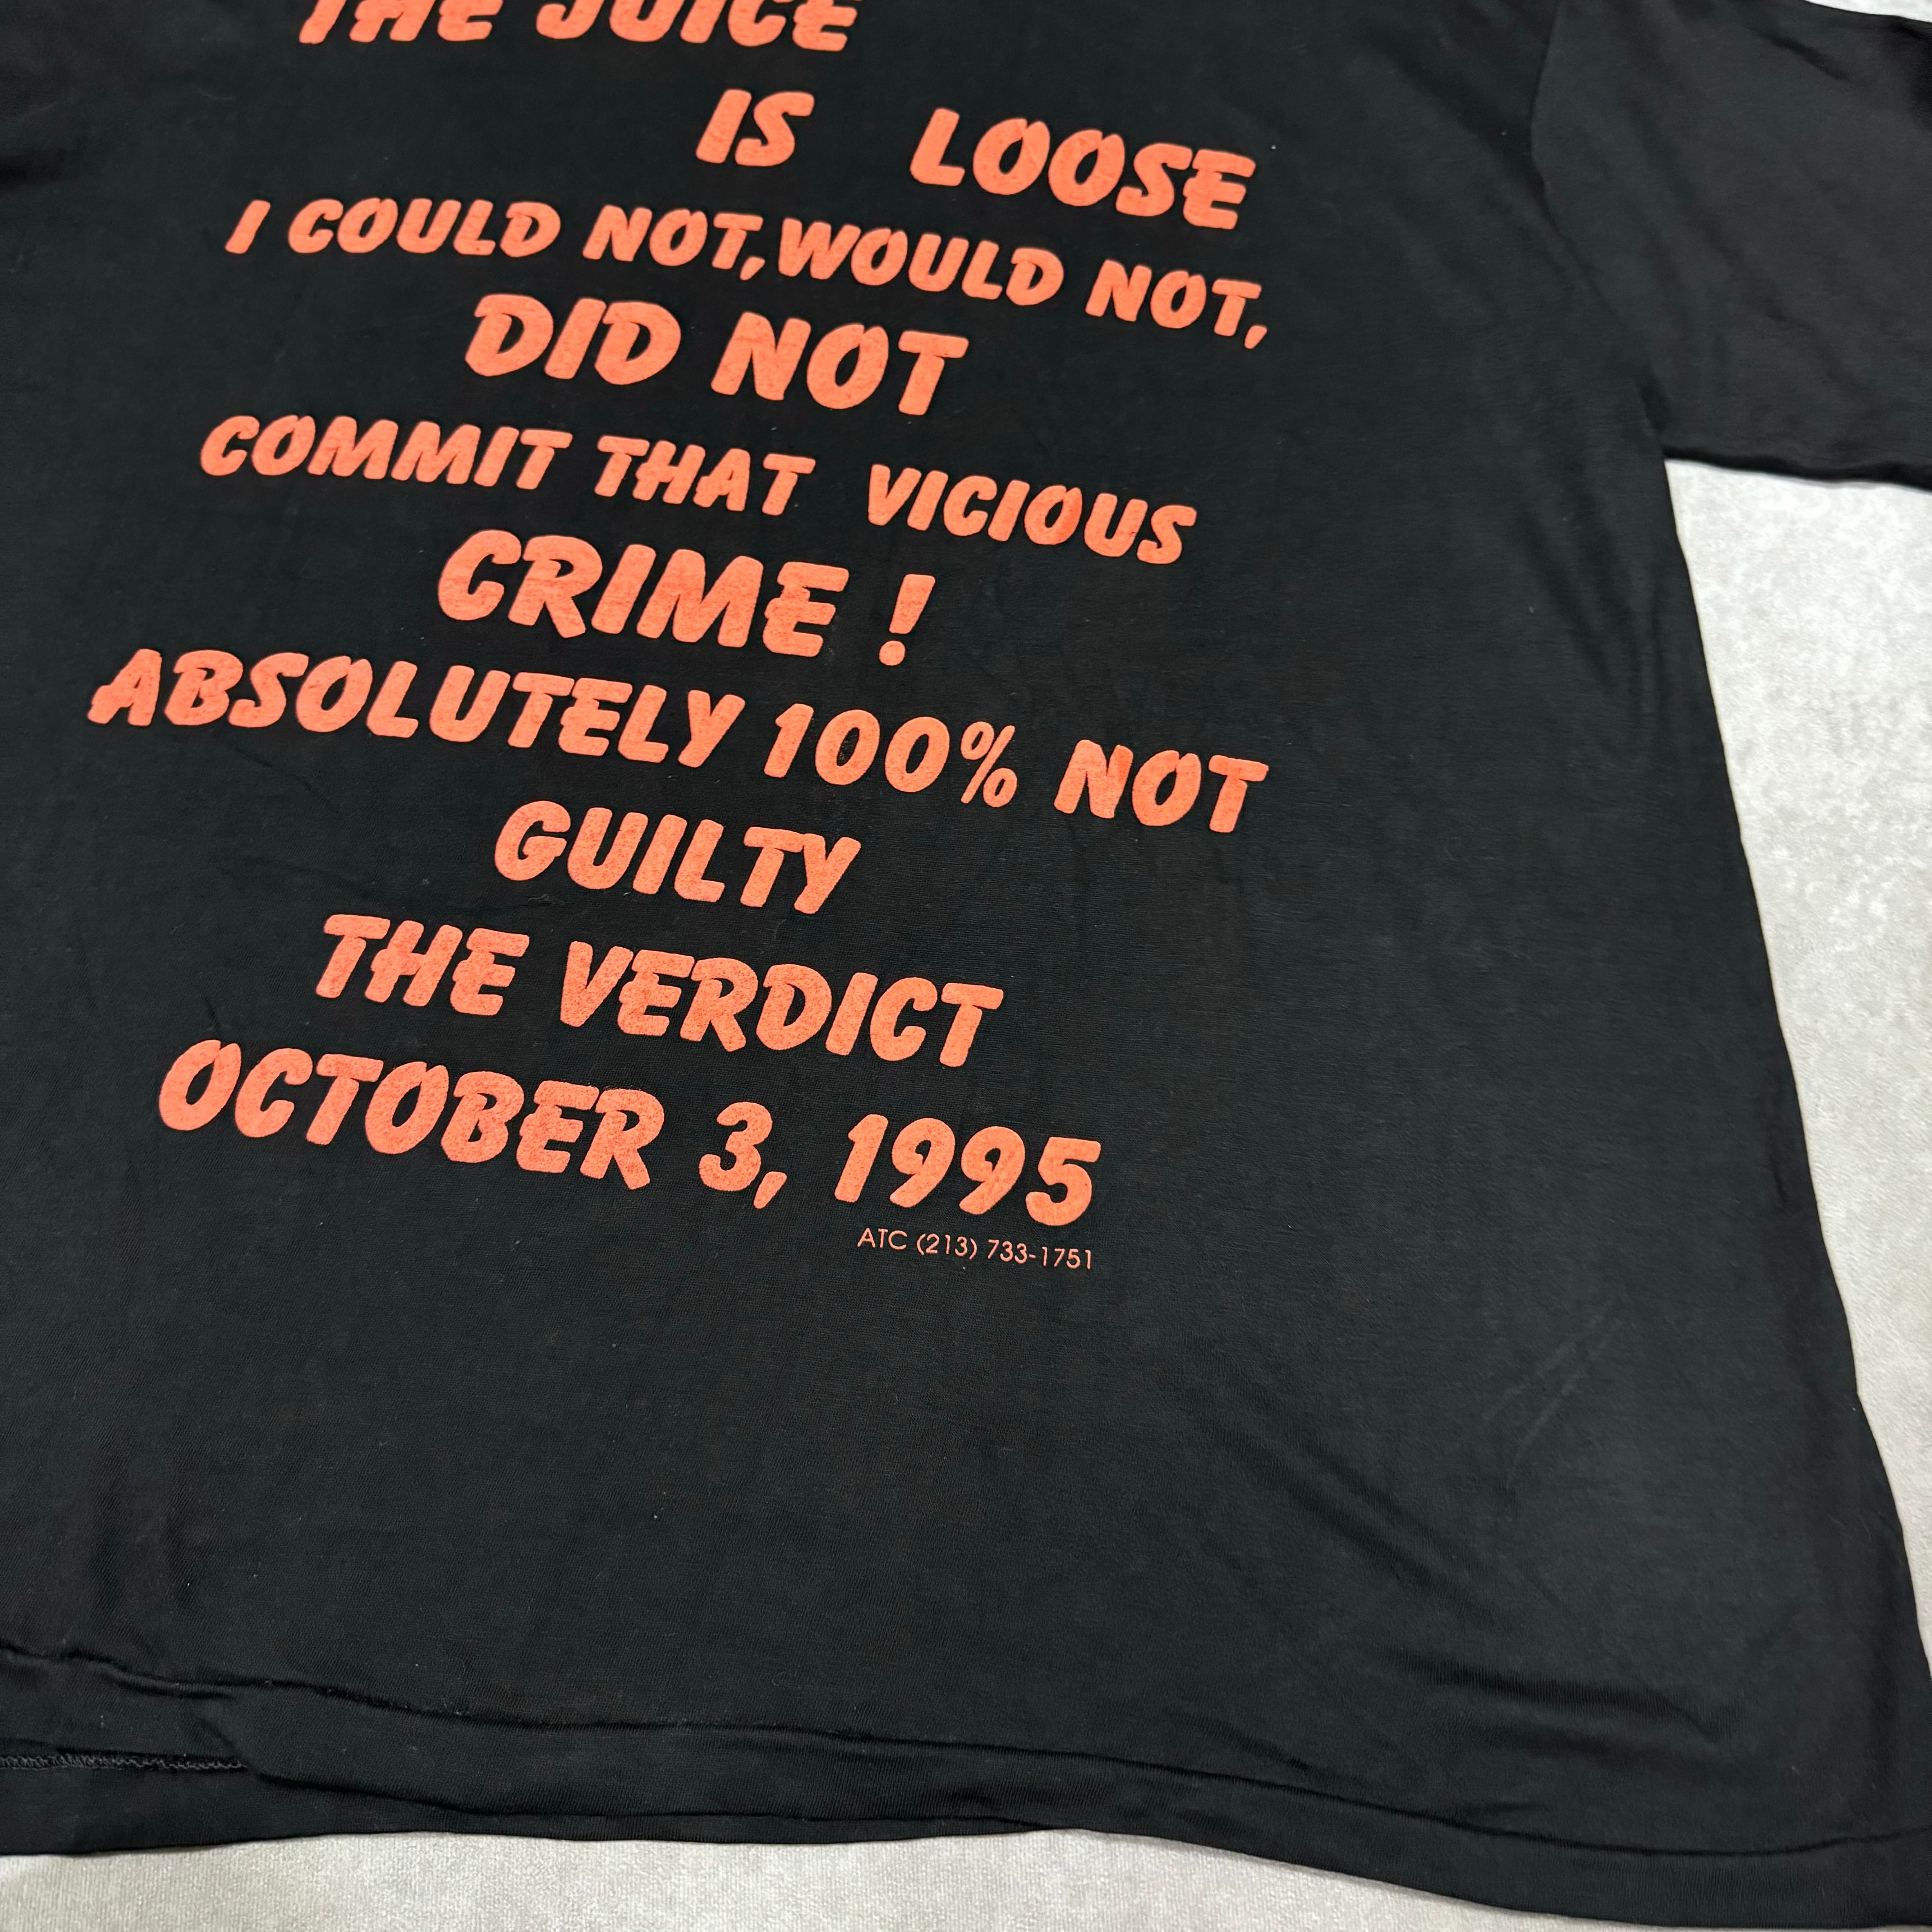 THE JUICE
IS LOOSE
I COULD NOT,WOULD NOT,
DID NOT
COMMIT THAT VICIOUS
CRIME !
ABSOLUTELY 100% NOT
GUILTY
THE VERDICT
OCTOBER 3, 1995
ATC (213) 733-1751